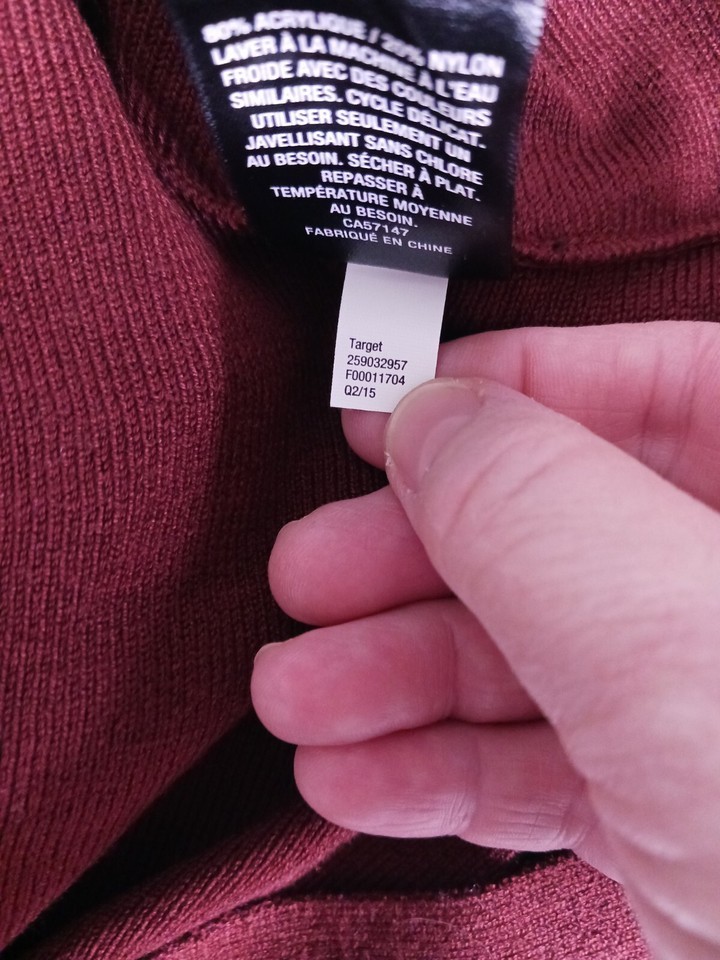 80% ACRYLIQUE / 20% NYLON
LAVER À LA MACHINE À L'EAU
FROIDE AVEC DES COULEURS
SIMILAIRES. CYCLE DÉLICAT.
UTILISER SEULEMENT UN
JAVELLISANT SANS CHLORE
AU BESOIN. SÉCHER À PLAT.
REPASSER À
TEMPÉRATURE MOYENNE
AU BESOIN.
CA57147
FABRIQUÉ EN CHINE
Target
259032957
F00011704
Q2/15